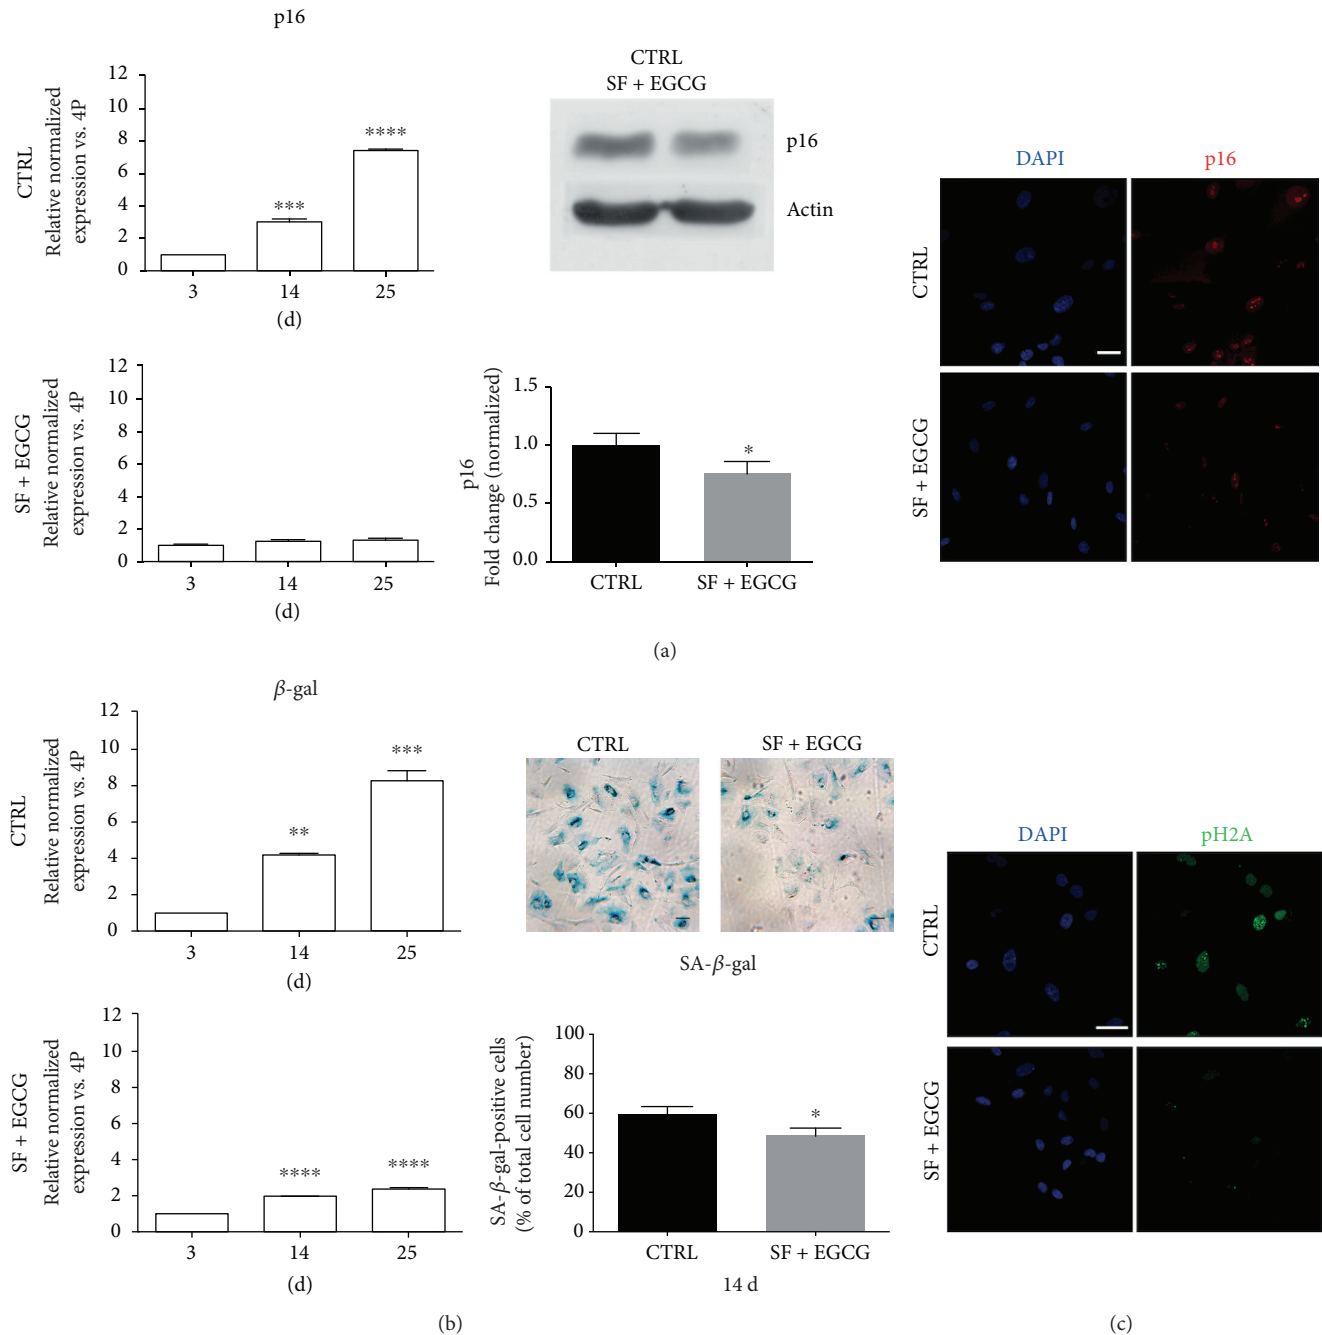 p16
CTRL
Relative normalized
expression vs. 4P
12
10
8
6
4
2
0
***
****
3
14
25
(d)
SF + EGCG
Relative normalized
expression vs. 4P
12
10
8
6
4
2
0
3
14
25
(d)
CTRL
SF + EGCG
p16
Actin
p16
Fold change (normalized)
1.5
1.0
0.5
0.0
*
CTRL
SF + EGCG
(a)
DAPI
p16
CTRL
SF + EGCG
β-gal
CTRL
Relative normalized
expression vs. 4P
12
10
8
6
4
2
0
**
***
3
14
25
(d)
SF + EGCG
Relative normalized
expression vs. 4P
12
10
8
6
4
2
0
****
****
3
14
25
(d)
CTRL
SF + EGCG
SA-β-gal
SA-β-gal-positive cells
(% of total cell number)
100
80
60
40
20
0
*
CTRL
SF + EGCG
14 d
(b)
DAPI
pH2A
CTRL
SF + EGCG
(c)